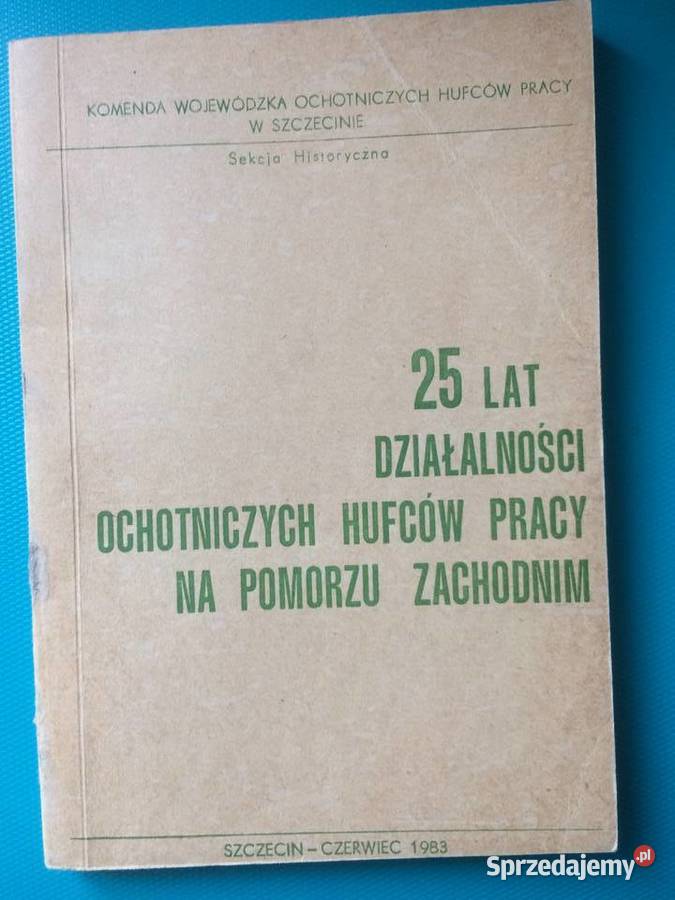 KOMENDA WOJEWÓDZKA OCHOTNICZYCH HUFCÓW PRACY
W SZCZECINIE
Sekcja Historyczna
25 LAT
DZIAŁALNOŚCI
OCHOTNICZYCH HUFCÓW PRACY
NA POMORZU ZACHODNIM
SZCZECIN – CZERWIEC 1983
Sprzedajemy.pl